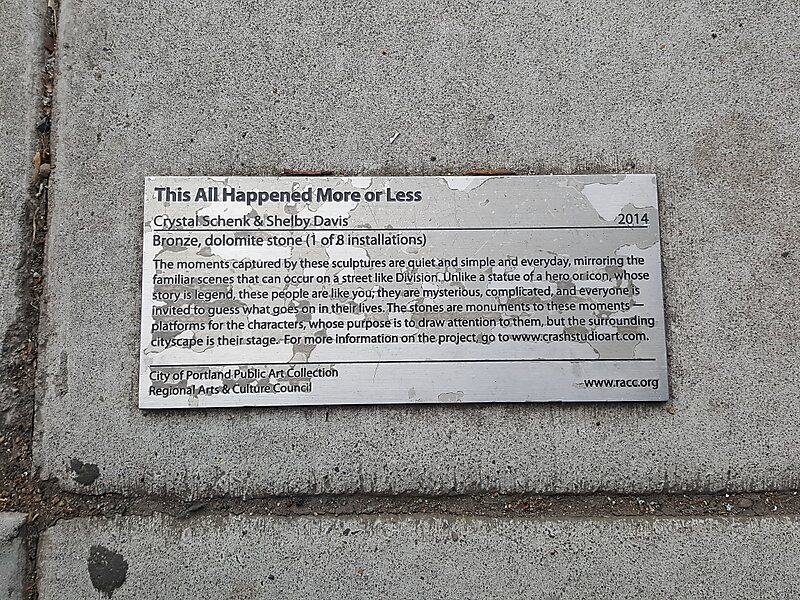 This All Happened More or Less
Crystal Schenk & Shelby Davis 2014
Bronze, dolomite stone (1 of 8 installations)
The moments captured by these sculptures are quiet and simple and everyday, mirroring the
familiar scenes that can occur on a street like Division. Unlike a statue of a hero or icon, whose
story is legend, these people are like you; they are mysterious, complicated, and everyone is
invited to guess what goes on in their lives. The stones are monuments to these moments—
platforms for the characters, whose purpose is to draw attention to them, but the surrounding
cityscape is their stage. For more information on the project, go to www.crashstudioart.com.
City of Portland Public Art Collection
Regional Arts & Culture Council www.racc.org